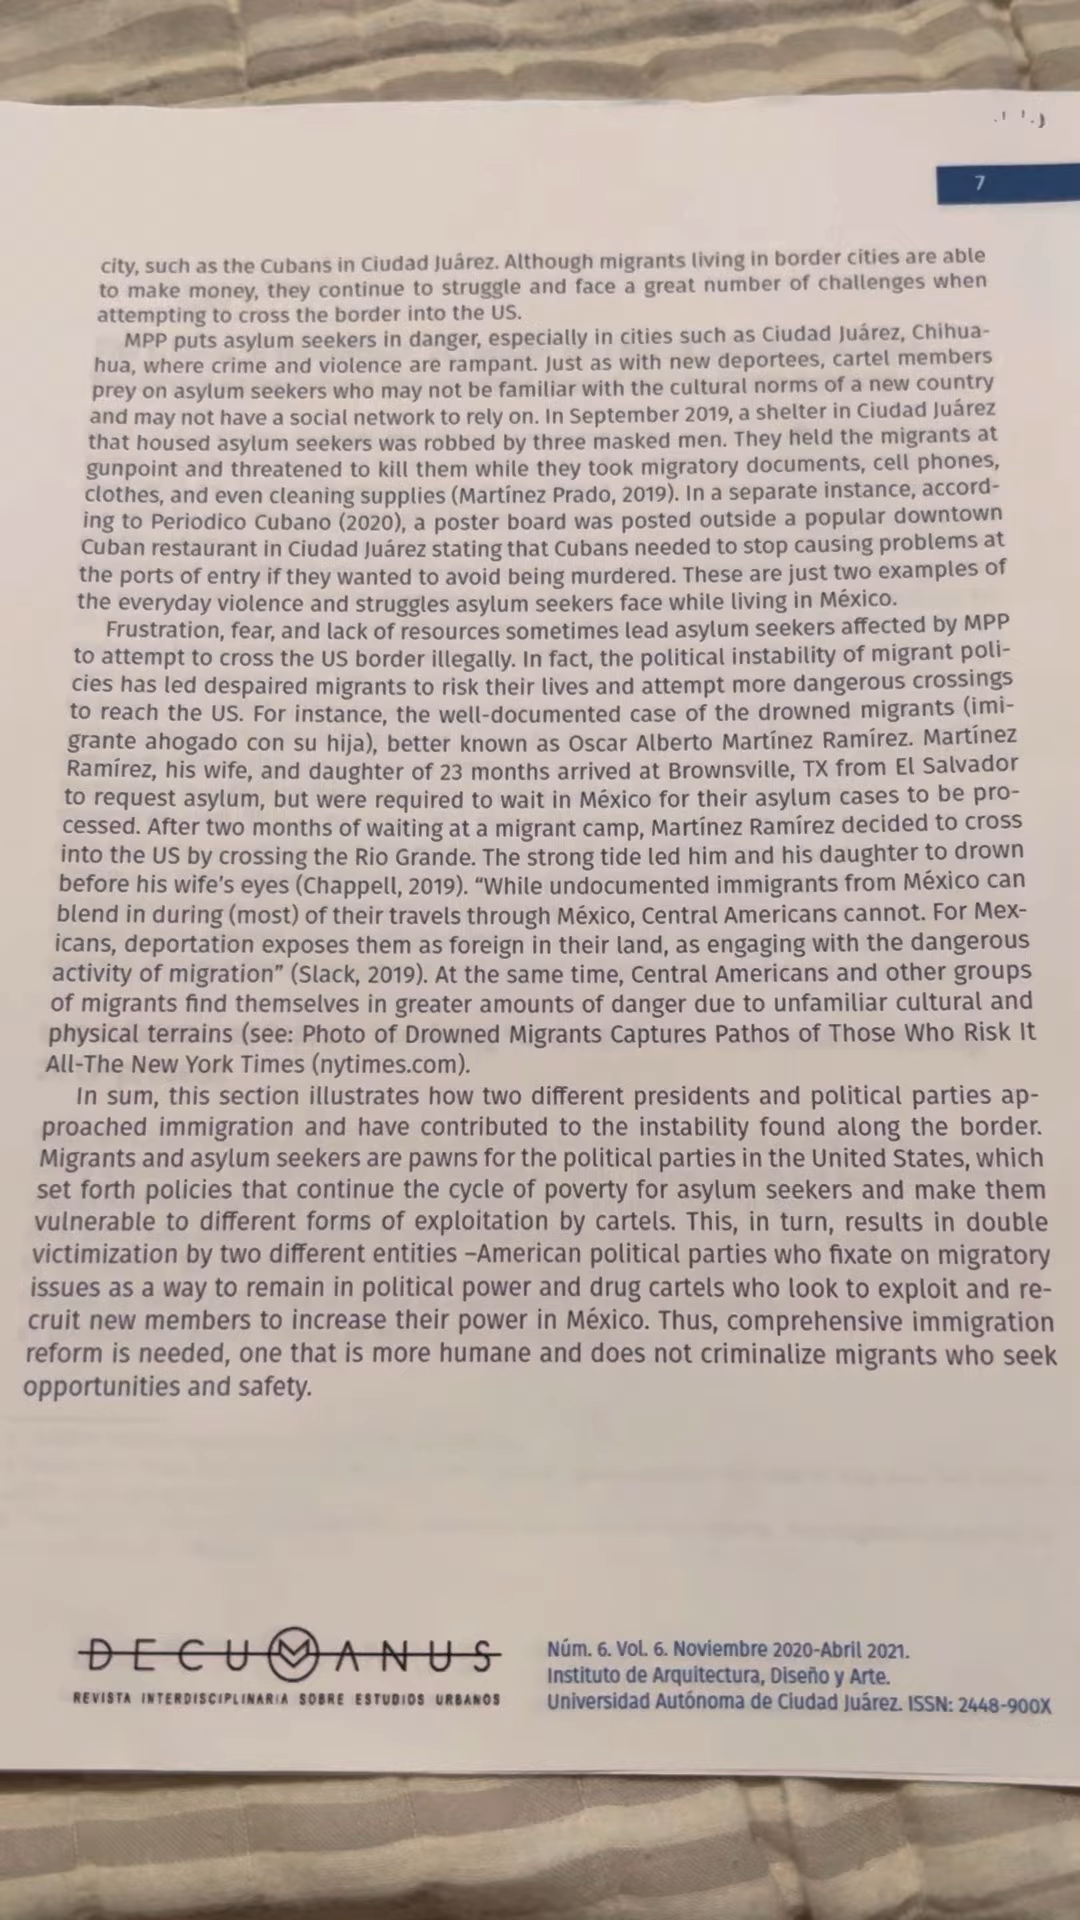 7
city, such as the Cubans in Ciudad Juárez. Although migrants living in border cities are able
to make money, they continue to struggle and face a great number of challenges when
attempting to cross the border into the US.
MPP puts asylum seekers in danger, especially in cities such as Ciudad Juárez, Chihua-
hua, where crime and violence are rampant. Just as with new deportees, cartel members
prey on asylum seekers who may not be familiar with the cultural norms of a new country
and may not have a social network to rely on. In September 2019, a shelter in Ciudad Juárez
that housed asylum seekers was robbed by three masked men. They held the migrants at
gunpoint and threatened to kill them while they took migratory documents, cell phones,
clothes, and even cleaning supplies (Martínez Prado, 2019). In a separate instance, accord-
ing to Periodico Cubano (2020), a poster board was posted outside a popular downtown
Cuban restaurant in Ciudad Juárez stating that Cubans needed to stop causing problems at
the ports of entry if they wanted to avoid being murdered. These are just two examples of
the everyday violence and struggles asylum seekers face while living in México.
Frustration, fear, and lack of resources sometimes lead asylum seekers affected by MPP
to attempt to cross the US border illegally. In fact, the political instability of migrant poli-
cies has led despaired migrants to risk their lives and attempt more dangerous crossings
to reach the US. For instance, the well-documented case of the drowned migrants (imi-
grante ahogado con su hija), better known as Oscar Alberto Martínez Ramírez. Martínez
Ramírez, his wife, and daughter of 23 months arrived at Brownsville, TX from El Salvador
to request asylum, but were required to wait in México for their asylum cases to be pro-
cessed. After two months of waiting at a migrant camp, Martínez Ramírez decided to cross
into the US by crossing the Rio Grande. The strong tide led him and his daughter to drown
before his wife's eyes (Chappell, 2019). “While undocumented immigrants from México can
blend in during (most) of their travels through México, Central Americans cannot. For Mex-
icans, deportation exposes them as foreign in their land, as engaging with the dangerous
activity of migration” (Slack, 2019). At the same time, Central Americans and other groups
of migrants find themselves in greater amounts of danger due to unfamiliar cultural and
physical terrains (see: Photo of Drowned Migrants Captures Pathos of Those Who Risk It
All-The New York Times (nytimes.com).
In sum, this section illustrates how two different presidents and political parties ap-
proached immigration and have contributed to the instability found along the border.
Migrants and asylum seekers are pawns for the political parties in the United States, which
set forth policies that continue the cycle of poverty for asylum seekers and make them
vulnerable to different forms of exploitation by cartels. This, in turn, results in double
victimization by two different entities –American political parties who fixate on migratory
issues as a way to remain in political power and drug cartels who look to exploit and re-
cruit new members to increase their power in México. Thus, comprehensive immigration
reform is needed, one that is more humane and does not criminalize migrants who seek
opportunities and safety.
DECUMANUS
REVISTA INTERDISCIPLINARIA SOBRE ESTUDIOS URBANOS
Núm. 6. Vol. 6. Noviembre 2020-Abril 2021.
Instituto de Arquitectura, Diseño y Arte.
Universidad Autónoma de Ciudad Juárez. ISSN: 2448-900X